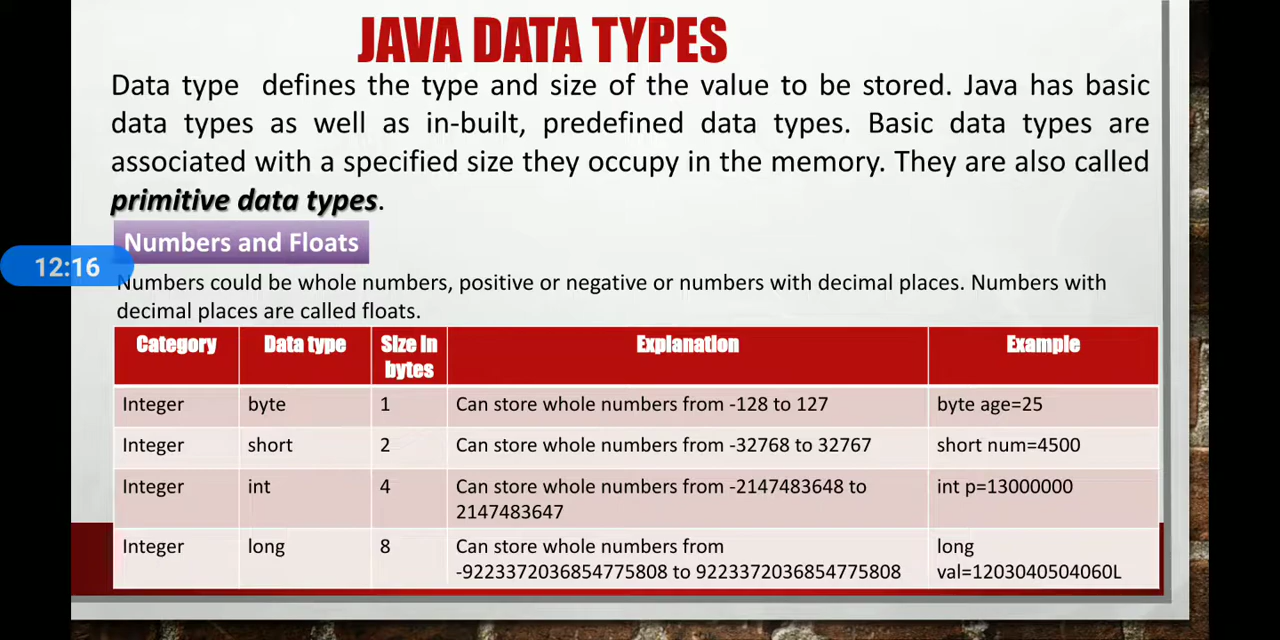 JAVA DATA TYPES
Data type defines the type and size of the value to be stored. Java has basic
data types as well as in-built, predefined data types. Basic data types are
associated with a specified size they occupy in the memory. They are also called
primitive data types.
Numbers and Floats
12:16
Numbers could be whole numbers, positive or negative or numbers with decimal places. Numbers with
decimal places are called floats.
Category Data type Size in bytes Explanation Example
Integer byte 1 Can store whole numbers from -128 to 127 byte age=25
Integer short 2 Can store whole numbers from -32768 to 32767 short num=4500
Integer int 4 Can store whole numbers from -2147483648 to int p=13000000
2147483647
Integer long 8 Can store whole numbers from long
-9223372036854775808 to 9223372036854775808 val=1203040504060L